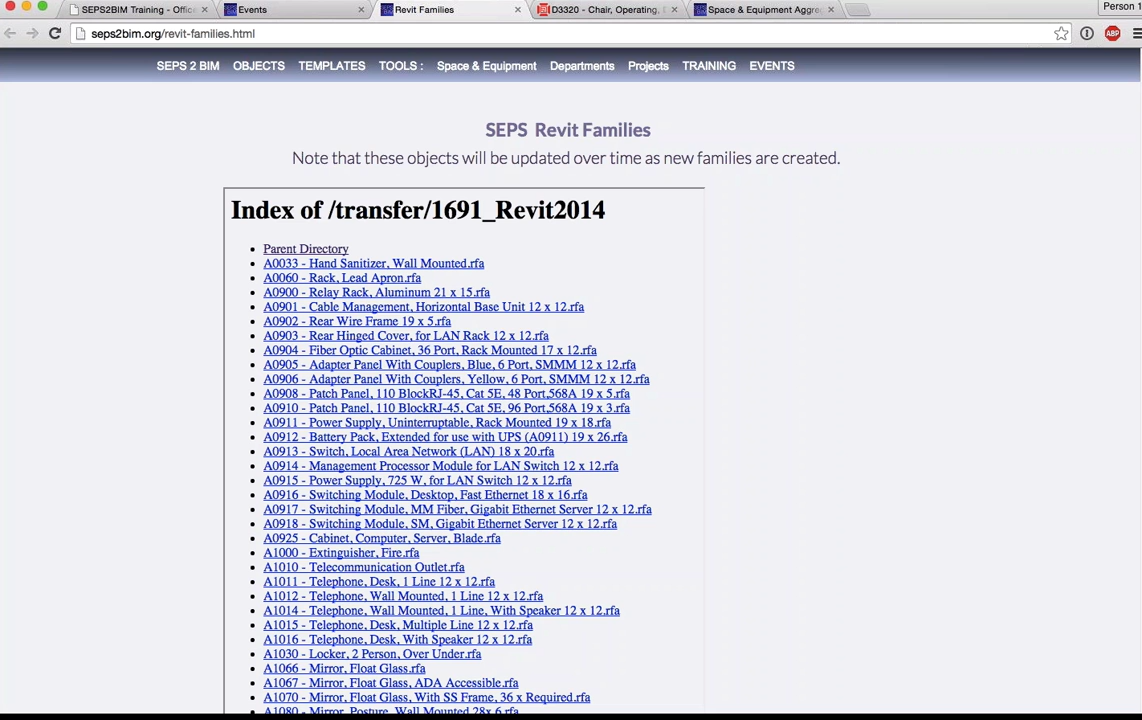 SEPS2BIM Training - Office
Events
Revit Families
D3320 - Chair, Operating,
Space & Equipment Aggre
Person 1
seps2bim.org/revit-families.html
ABP
SEPS 2 BIM OBJECTS TEMPLATES TOOLS : Space & Equipment Departments Projects TRAINING EVENTS
SEPS Revit Families
Note that these objects will be updated over time as new families are created.
Index of /transfer/1691_Revit2014
Parent Directory
A0033 - Hand Sanitizer, Wall Mounted.rfa
A0060 - Rack, Lead Apron.rfa
A0900 - Relay Rack, Aluminum 21 x 15.rfa
A0901 - Cable Management, Horizontal Base Unit 12 x 12.rfa
A0902 - Rear Wire Frame 19 x 5.rfa
A0903 - Rear Hinged Cover, for LAN Rack 12 x 12.rfa
A0904 - Fiber Optic Cabinet, 36 Port, Rack Mounted 17 x 12.rfa
A0905 - Adapter Panel With Couplers, Blue, 6 Port, SMMM 12 x 12.rfa
A0906 - Adapter Panel With Couplers, Yellow, 6 Port, SMMM 12 x 12.rfa
A0908 - Patch Panel, 110 BlockRJ-45, Cat 5E, 48 Port,568A 19 x 5.rfa
A0910 - Patch Panel, 110 BlockRJ-45, Cat 5E, 96 Port,568A 19 x 3.rfa
A0911 - Power Supply, Uninterruptable, Rack Mounted 19 x 18.rfa
A0912 - Battery Pack, Extended for use with UPS (A0911) 19 x 26.rfa
A0913 - Switch, Local Area Network (LAN) 18 x 20.rfa
A0914 - Management Processor Module for LAN Switch 12 x 12.rfa
A0915 - Power Supply, 725 W, for LAN Switch 12 x 12.rfa
A0916 - Switching Module, Desktop, Fast Ethernet 18 x 16.rfa
A0917 - Switching Module, MM Fiber, Gigabit Ethernet Server 12 x 12.rfa
A0918 - Switching Module, SM, Gigabit Ethernet Server 12 x 12.rfa
A0925 - Cabinet, Computer, Server, Blade.rfa
A1000 - Extinguisher, Fire.rfa
A1010 - Telecommunication Outlet.rfa
A1011 - Telephone, Desk, 1 Line 12 x 12.rfa
A1012 - Telephone, Wall Mounted, 1 Line 12 x 12.rfa
A1014 - Telephone, Wall Mounted, 1 Line, With Speaker 12 x 12.rfa
A1015 - Telephone, Desk, Multiple Line 12 x 12.rfa
A1016 - Telephone, Desk, With Speaker 12 x 12.rfa
A1030 - Locker, 2 Person, Over Under.rfa
A1066 - Mirror, Float Glass.rfa
A1067 - Mirror, Float Glass, ADA Accessible.rfa
A1070 - Mirror, Float Glass, With SS Frame, 36 x Required.rfa
A1080 - Mirror, Posture, Wall Mounted 28x 6.rfa